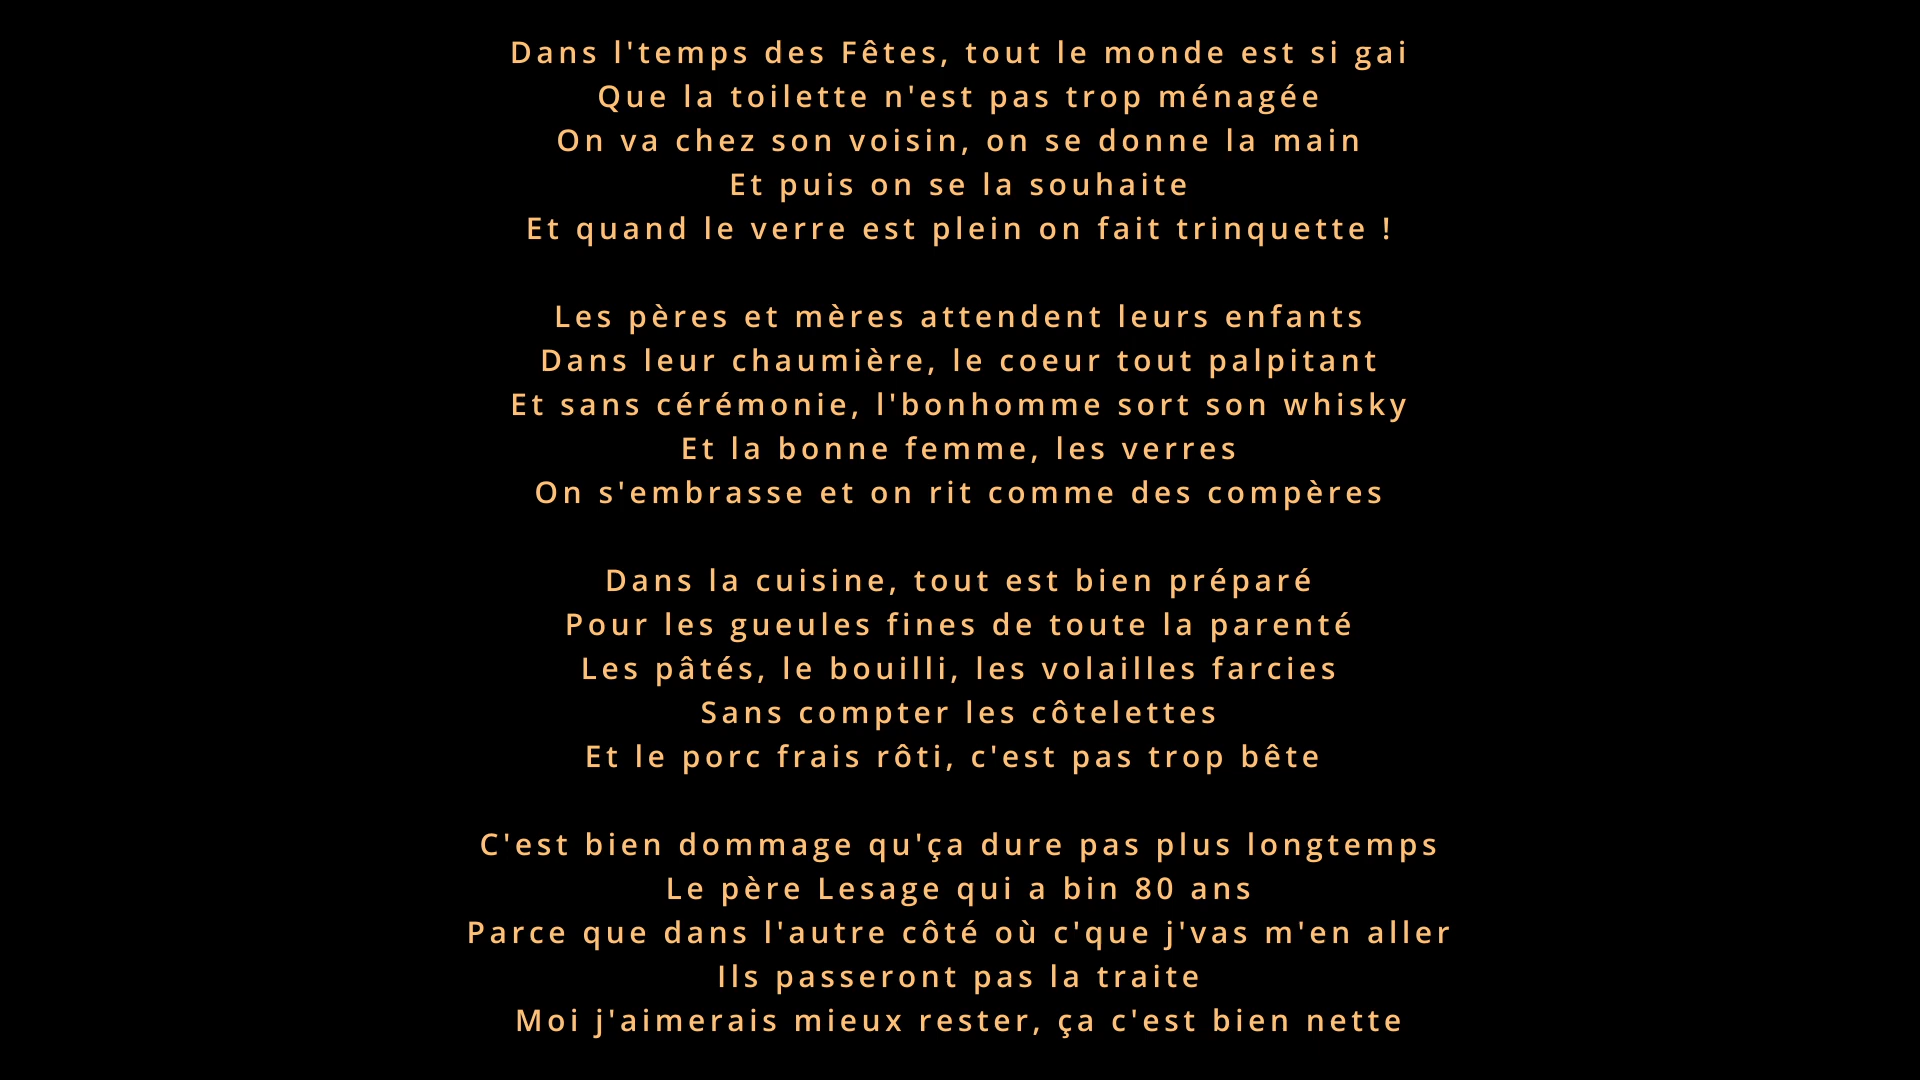 Dans l'temps des Fêtes, tout le monde est si gai
Que la toilette n'est pas trop ménagée
On va chez son voisin, on se donne la main
Et puis on se la souhaite
Et quand le verre est plein on fait trinquette !
Les pères et mères attendent leurs enfants
Dans leur chaumière, le coeur tout palpitant
Et sans cérémonie, l'bonhomme sort son whisky
Et la bonne femme, les verres
On s'embrasse et on rit comme des compères
Dans la cuisine, tout est bien préparé
Pour les gueules fines de toute la parenté
Les pâtés, le bouilli, les volailles farcies
Sans compter les côtelettes
Et le porc frais rôti, c'est pas trop bête
C'est bien dommage qu'ça dure pas plus longtemps
Le père Lesage qui a bin 80 ans
Parce que dans l'autre côté où c'que j'vas m'en aller
Ils passeront pas la traite
Moi j'aimerais mieux rester, ça c'est bien nette